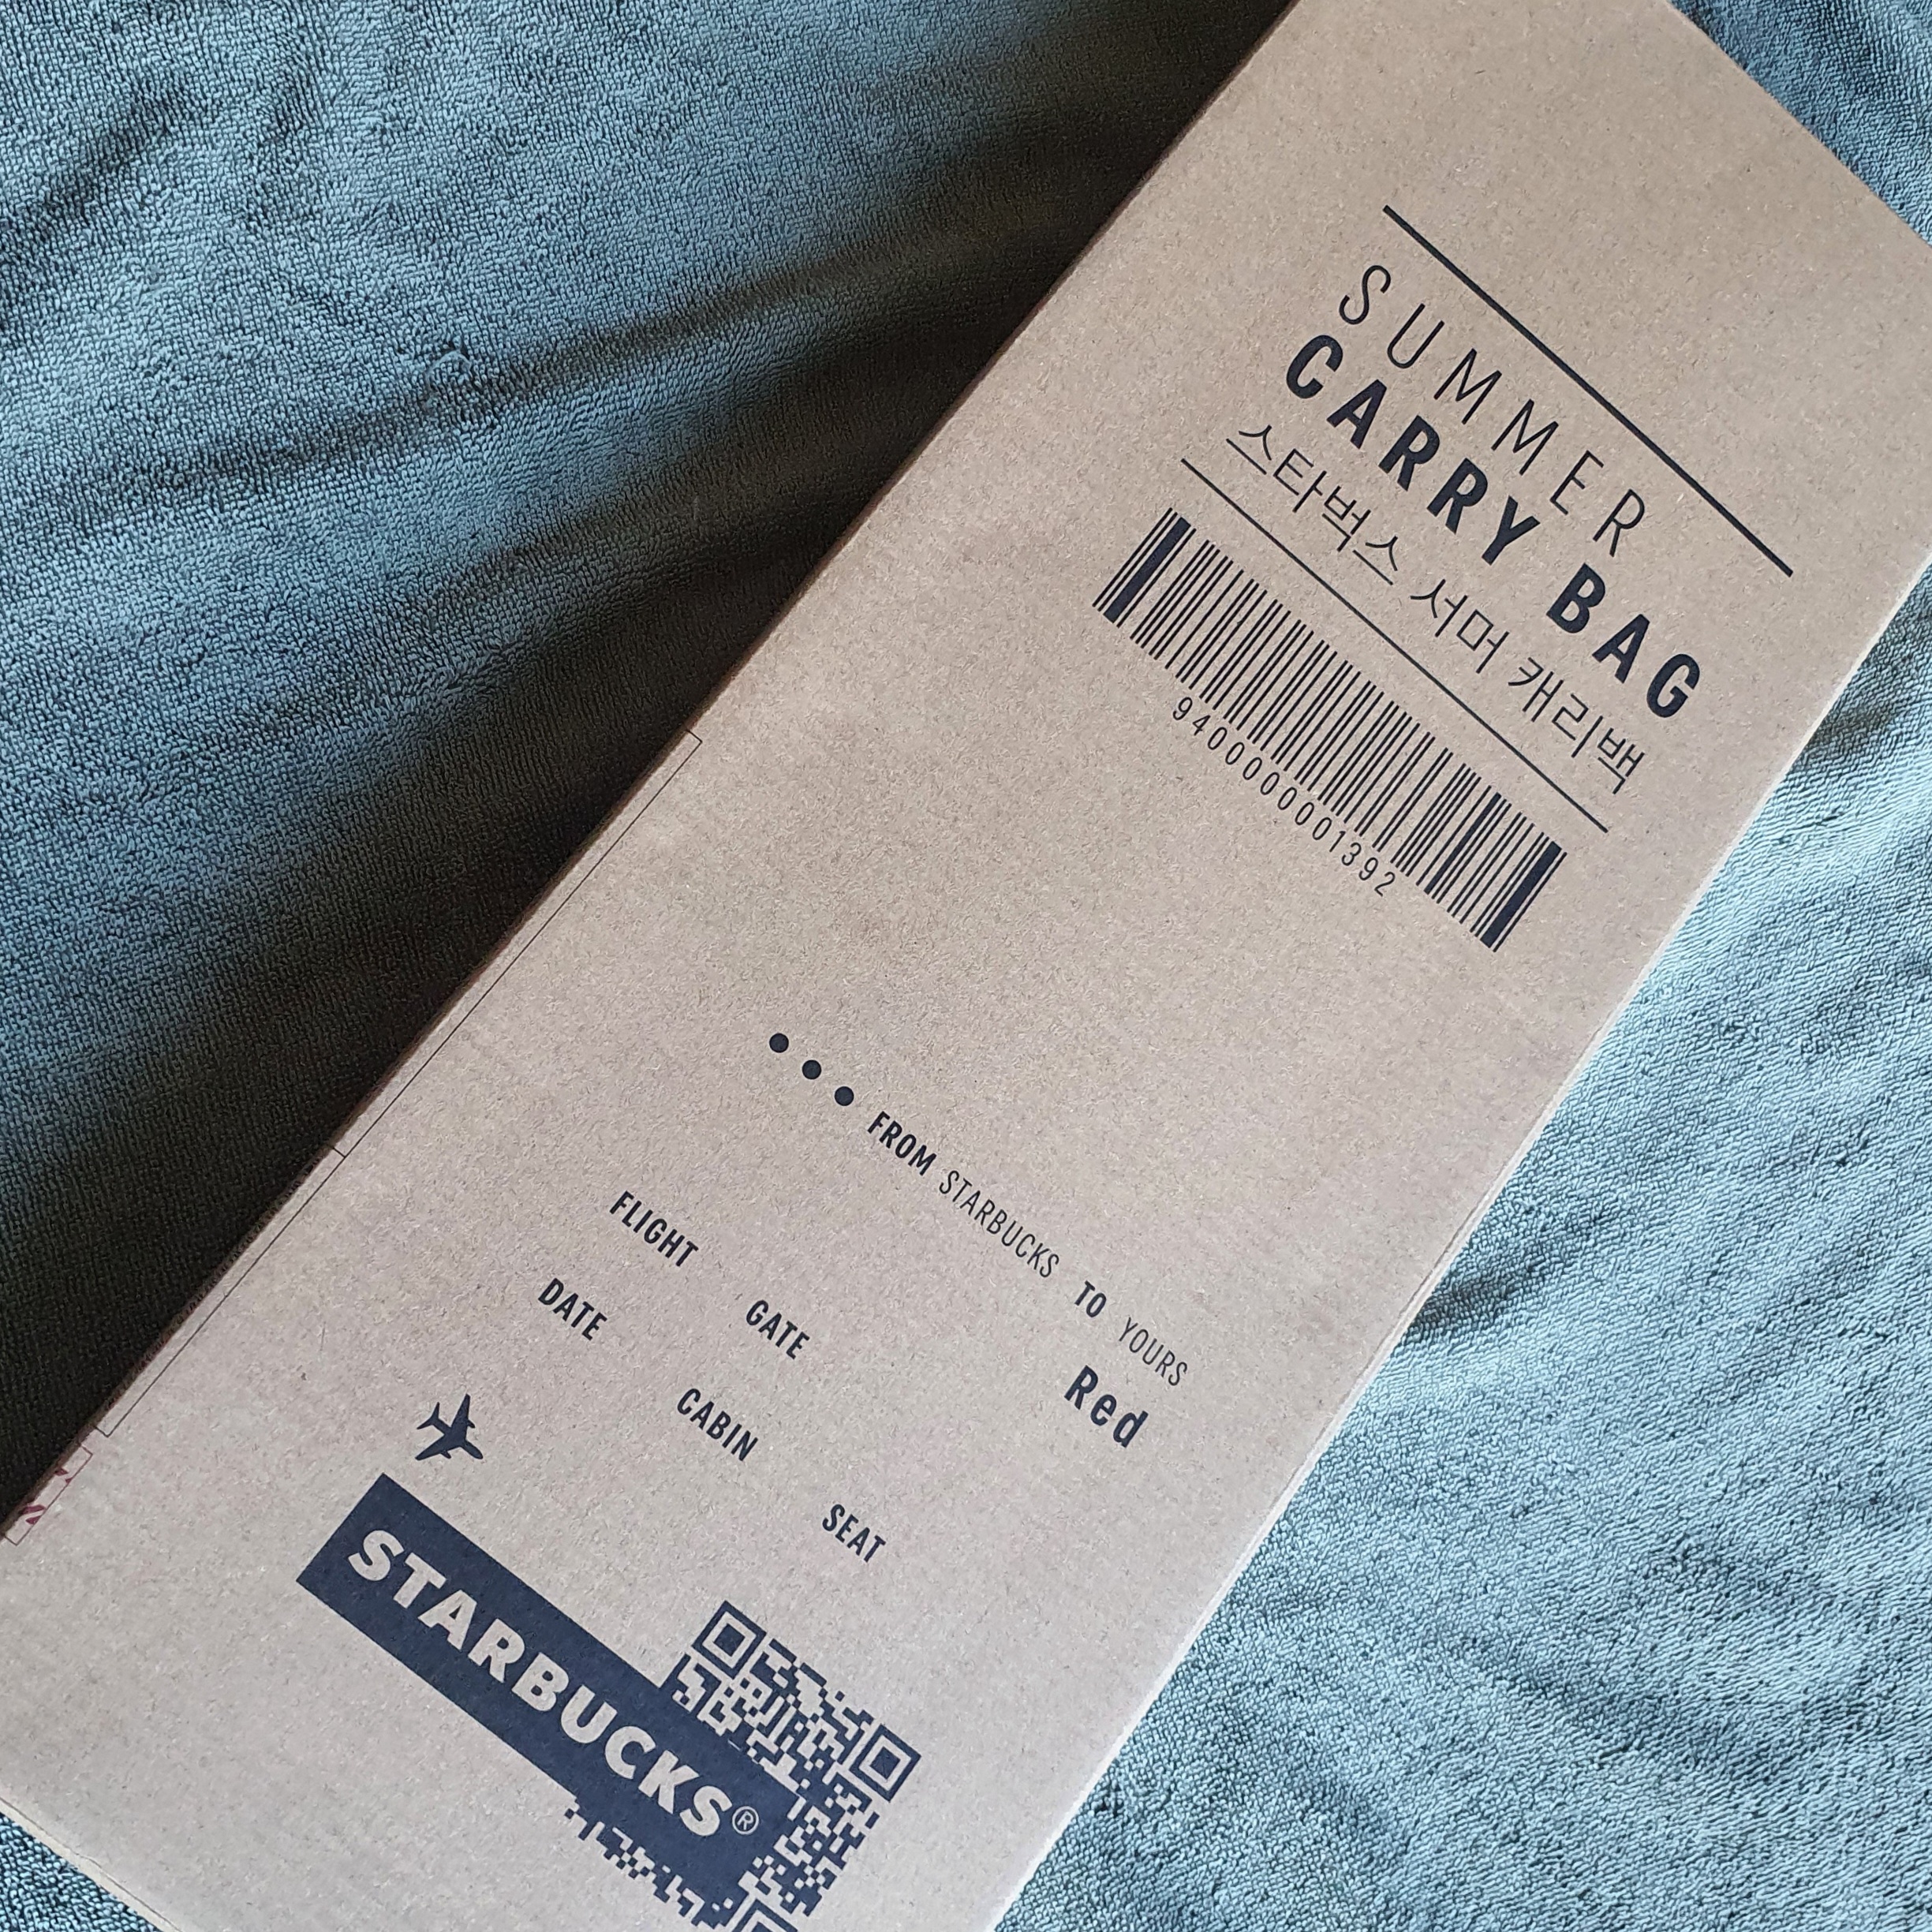 SUMMER
CARRY BAG
스타벅스 서머 캐리백
9400000001392
FROM STARBUCKS TO YOURS
Red
FLIGHT GATE
DATE CABIN SEAT
STARBUCKS®